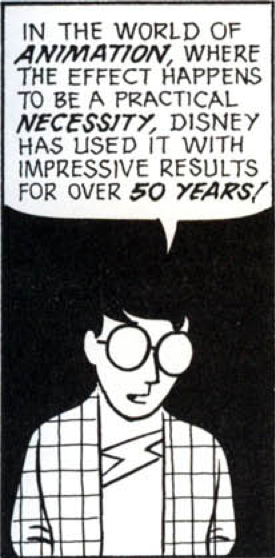 IN THE WORLD OF
ANIMATION, WHERE
THE EFFECT HAPPENS
TO BE A PRACTICAL
NECESSITY, DISNEY
HAS USED IT WITH
IMPRESSIVE RESULTS
FOR OVER 50 YEARS!